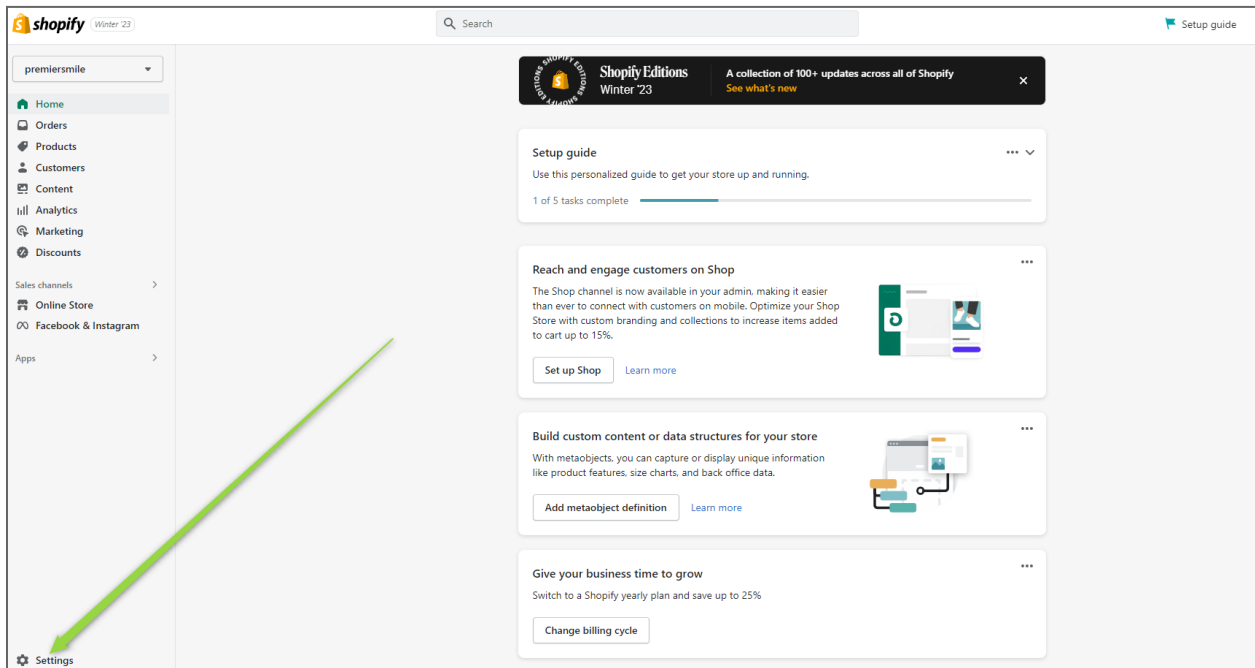 shopify Winter '23
Search
Setup guide
premiersmile
Home
Orders
Products
Customers
Content
Analytics
Marketing
Discounts
Sales channels
Online Store
Facebook & Instagram
Apps
Settings
SHOPIFY EDITIONS SHOPIFY EDITIONS
Shopify Editions
Winter '23
A collection of 100+ updates across all of Shopify
See what's new
Setup guide
Use this personalized guide to get your store up and running.
1 of 5 tasks complete
Reach and engage customers on Shop
The Shop channel is now available in your admin, making it easier
than ever to connect with customers on mobile. Optimize your Shop
Store with custom branding and collections to increase items added
to cart up to 15%.
Set up Shop Learn more
Build custom content or data structures for your store
With metaobjects, you can capture or display unique information
like product features, size charts, and back office data.
Add metaobject definition Learn more
Give your business time to grow
Switch to a Shopify yearly plan and save up to 25%
Change billing cycle